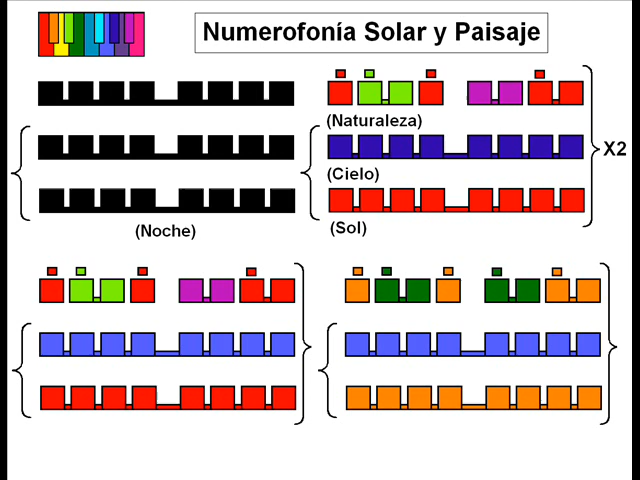 Numerofonía Solar y Paisaje
(Naturaleza)
X2
(Cielo)
(Noche)
(Sol)